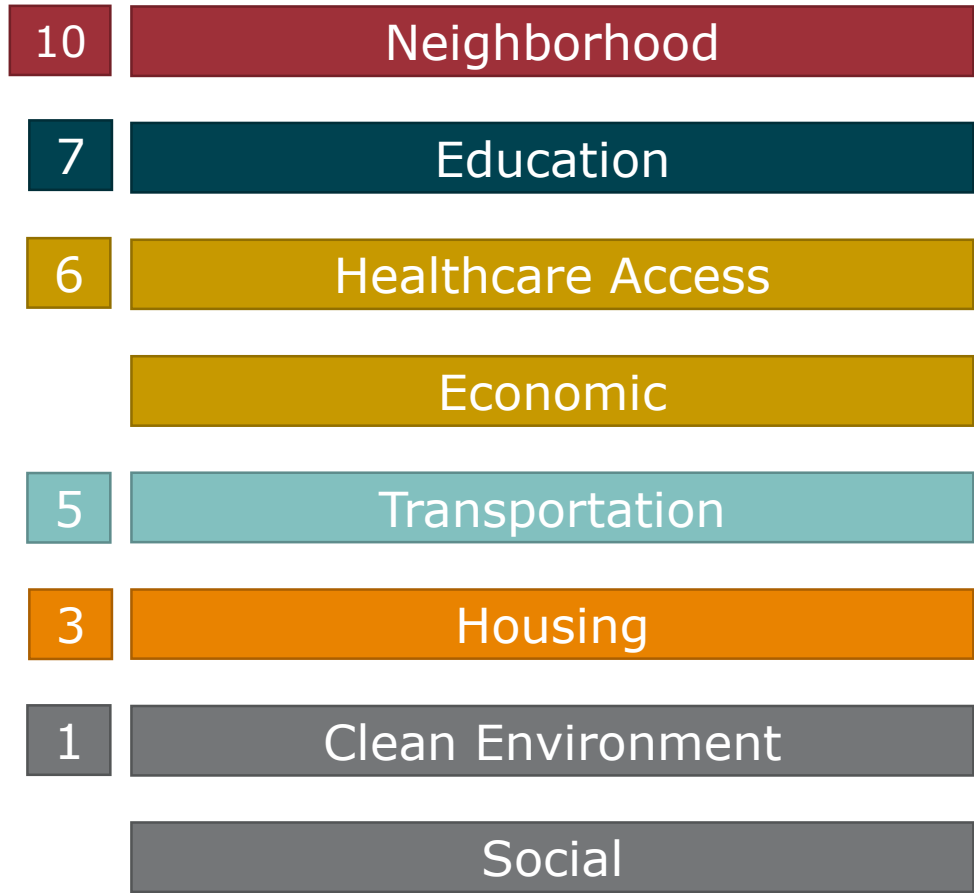 10 Neighborhood
7 Education
6 Healthcare Access
Economic
5 Transportation
3 Housing
1 Clean Environment
Social